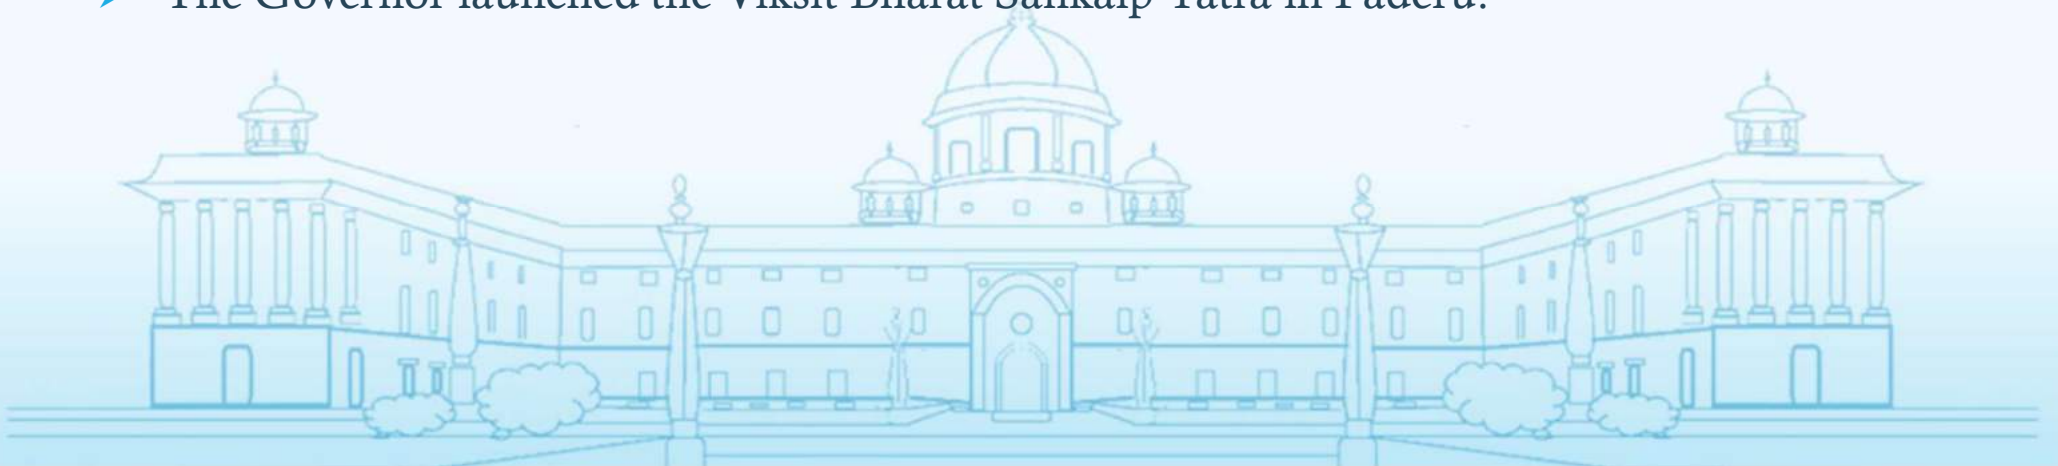 The Governor launched the Viksit Bharat Sankalp Yatra in Paderu.